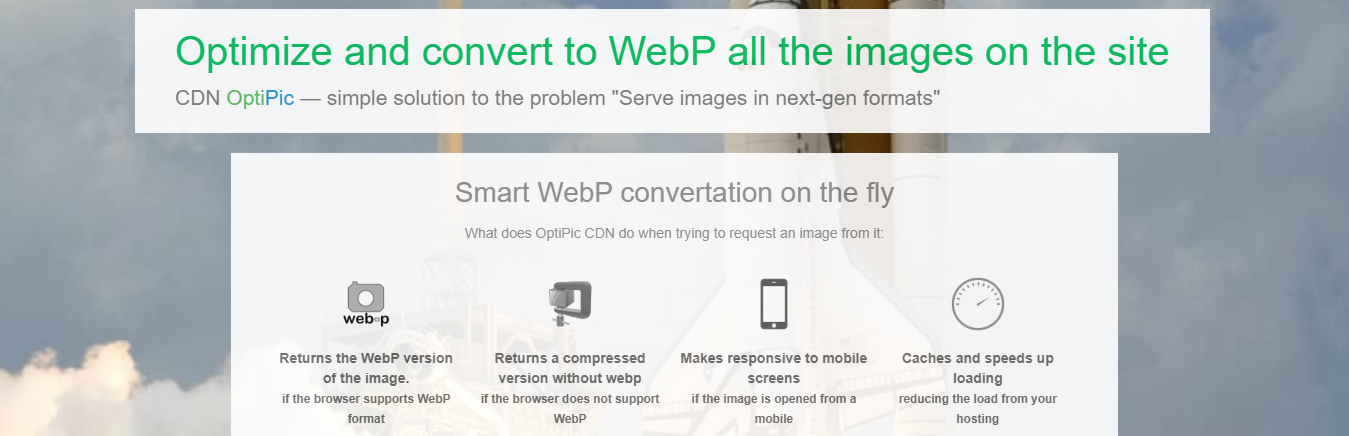 Optimize and convert to WebP all the images on the site
CDN OptiPic — simple solution to the problem "Serve images in next-gen formats"
Smart WebP convertation on the fly
What does OptiPic CDN do when trying to request an image from it:
webp
Returns the WebP version
of the image.
if the browser supports WebP
format
Returns a compressed
version without webp
if the browser does not support
WebP
Makes responsive to mobile
screens
if the image is opened from a
mobile
Caches and speeds up
loading
reducing the load from your
hosting